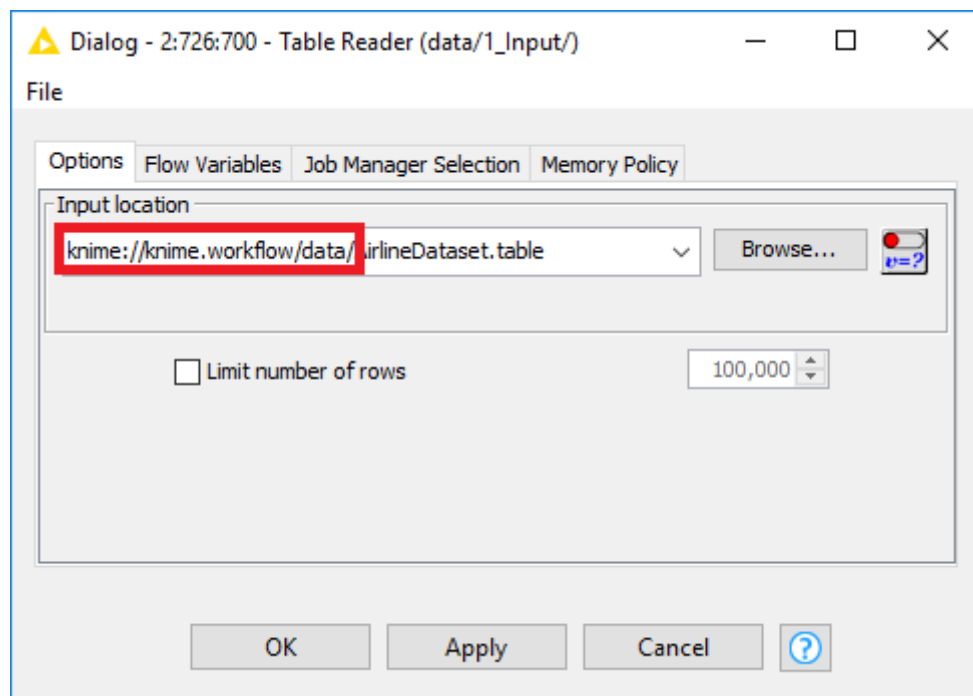 Dialog - 2:726:700 - Table Reader (data/1_Input/)
File
Options Flow Variables Job Manager Selection Memory Policy
Input location
knime://knime.workflow/data/AirlineDataset.table Browse... v=?
Limit number of rows 100,000
OK Apply Cancel ?